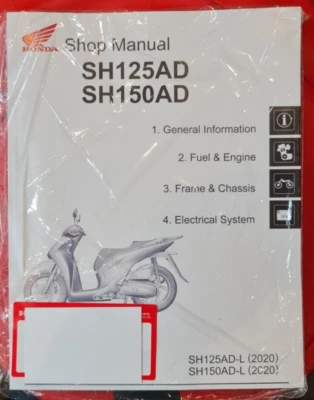 HONDA
Shop Manual
SH125AD
SH150AD
1. General Information
2. Fuel & Engine
3. Frame & Chassis
4. Electrical System
SH125AD-L (2020)
SH150AD-L (2020)